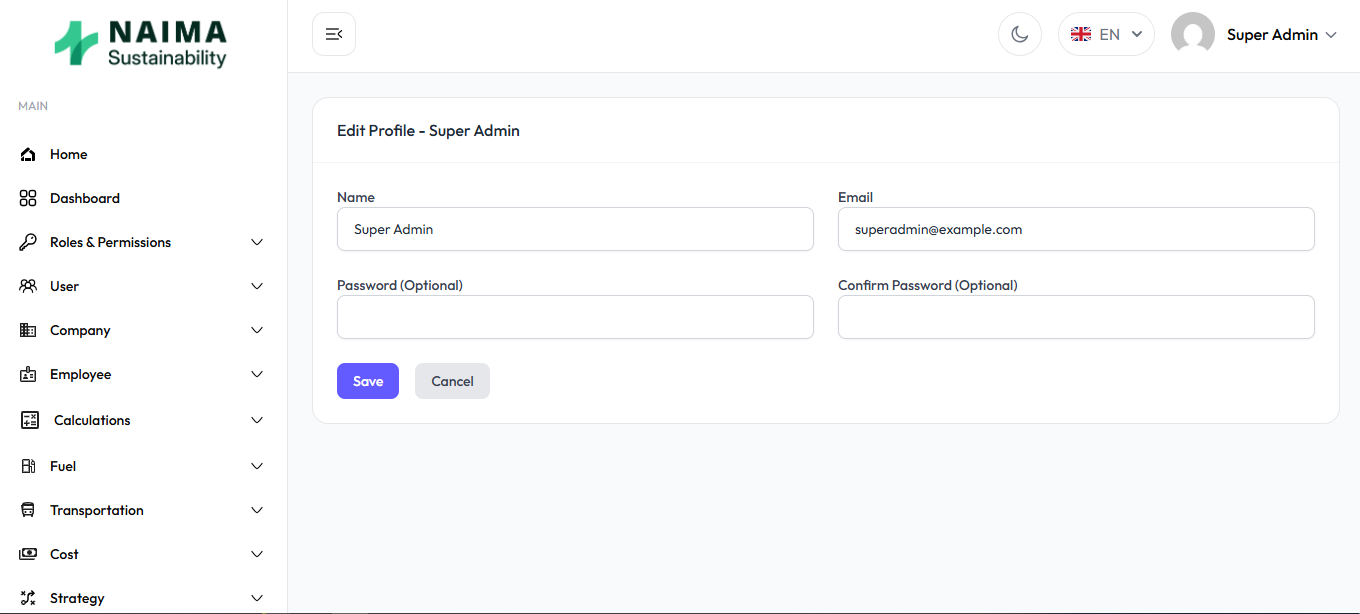 NAIMA
Sustainability
EN
Super Admin
MAIN
Home
Dashboard
Roles & Permissions
User
Company
Employee
Calculations
Fuel
Transportation
Cost
Strategy
Edit Profile - Super Admin
Name
Email
Super Admin
superadmin@example.com
Password (Optional)
Confirm Password (Optional)
Save
Cancel